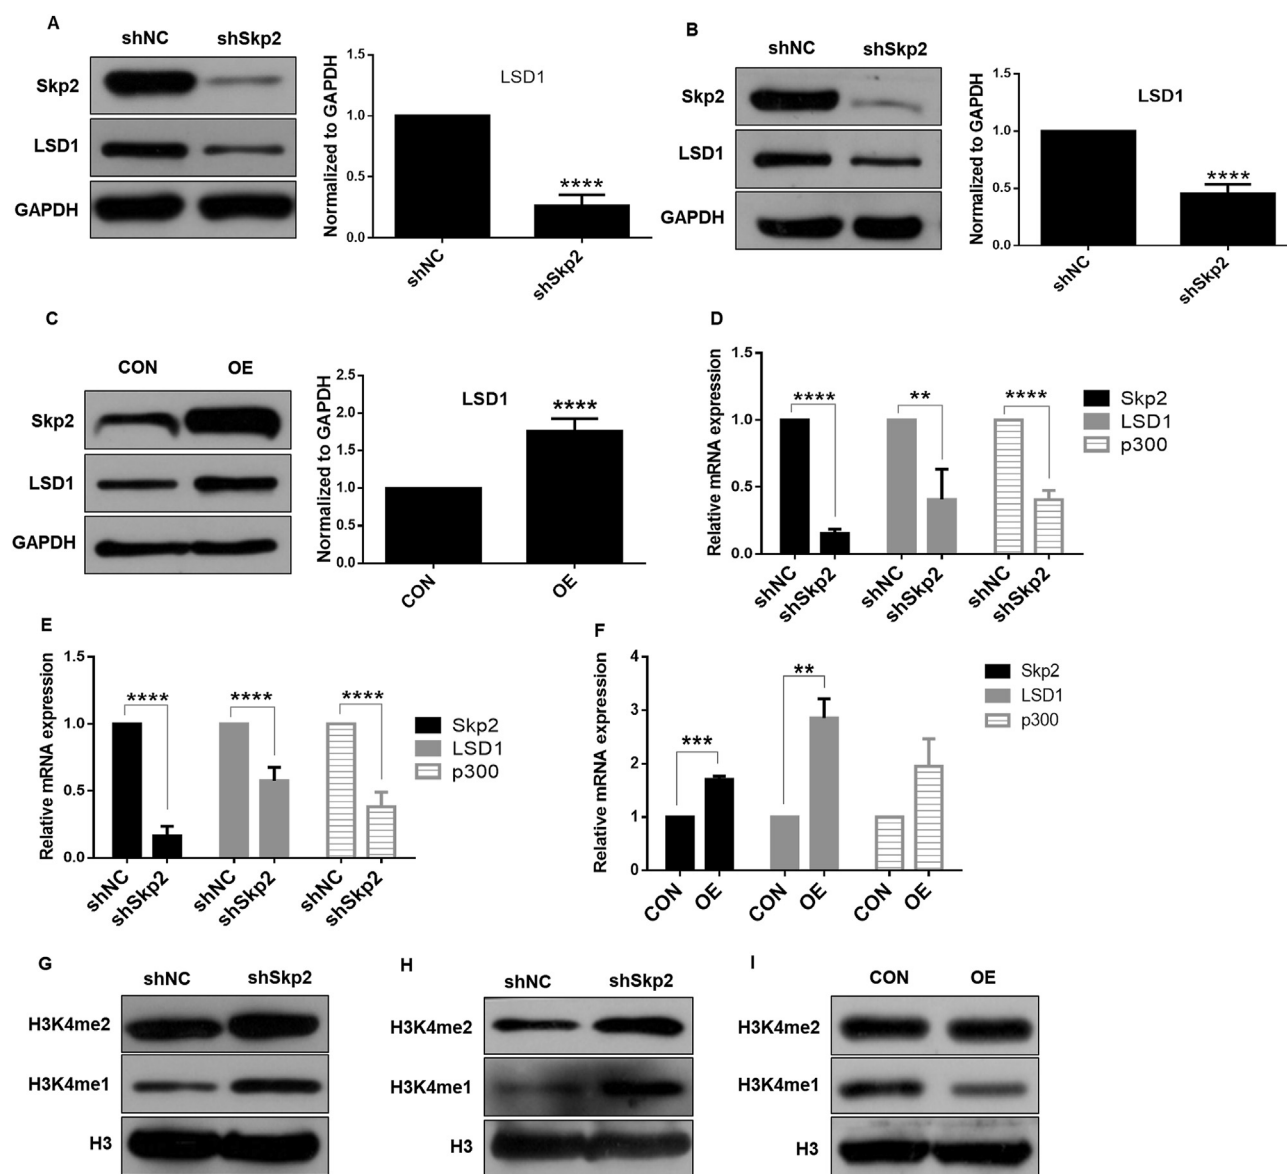 A
shNC shSkp2
Skp2
LSD1
GAPDH
Normalized to GAPDH
1.5
1.0
0.5
0.0
LSD1
****
shNC
shSkp2
B
shNC shSkp2
Skp2
LSD1
GAPDH
Normalized to GAPDH
1.5
1.0
0.5
0.0
LSD1
****
shNC
shSkp2
C
CON OE
Skp2
LSD1
GAPDH
Normalized to GAPDH
2.5
2.0
1.5
1.0
0.5
0.0
LSD1
****
CON
OE
D
Relative mRNA expression
1.5
1.0
0.5
0.0
**** ** ****
shNC shSkp2 shNC shSkp2 shNC shSkp2
Skp2
LSD1
p300
E
Relative mRNA expression
1.5
1.0
0.5
0.0
**** **** ****
shNC shSkp2 shNC shSkp2 shNC shSkp2
Skp2
LSD1
p300
F
Relative mRNA expression
4
3
2
1
0
*** **
CON OE CON OE CON OE
Skp2
LSD1
p300
G
shNC shSkp2
H3K4me2
H3K4me1
H3
H
shNC shSkp2
H3K4me2
H3K4me1
H3
I
CON OE
H3K4me2
H3K4me1
H3